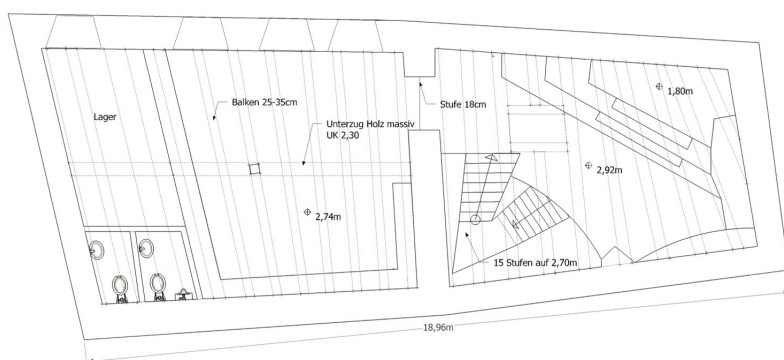 1,80m
Balken 25-35cm
Stufe 18cm
Lager
Unterzug Holz massiv
UK 2,30
2,92m
2,74m
15 Stufen auf 2,70m
18,96m